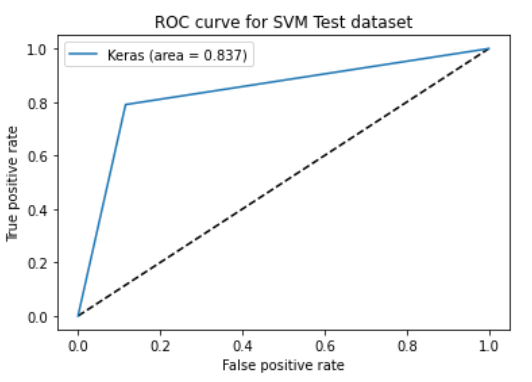 ROC curve for SVM Test dataset
Keras (area = 0.837)
True positive rate
1.0
0.8
0.6
0.4
0.2
0.0
0.0 0.2 0.4 0.6 0.8 1.0
False positive rate